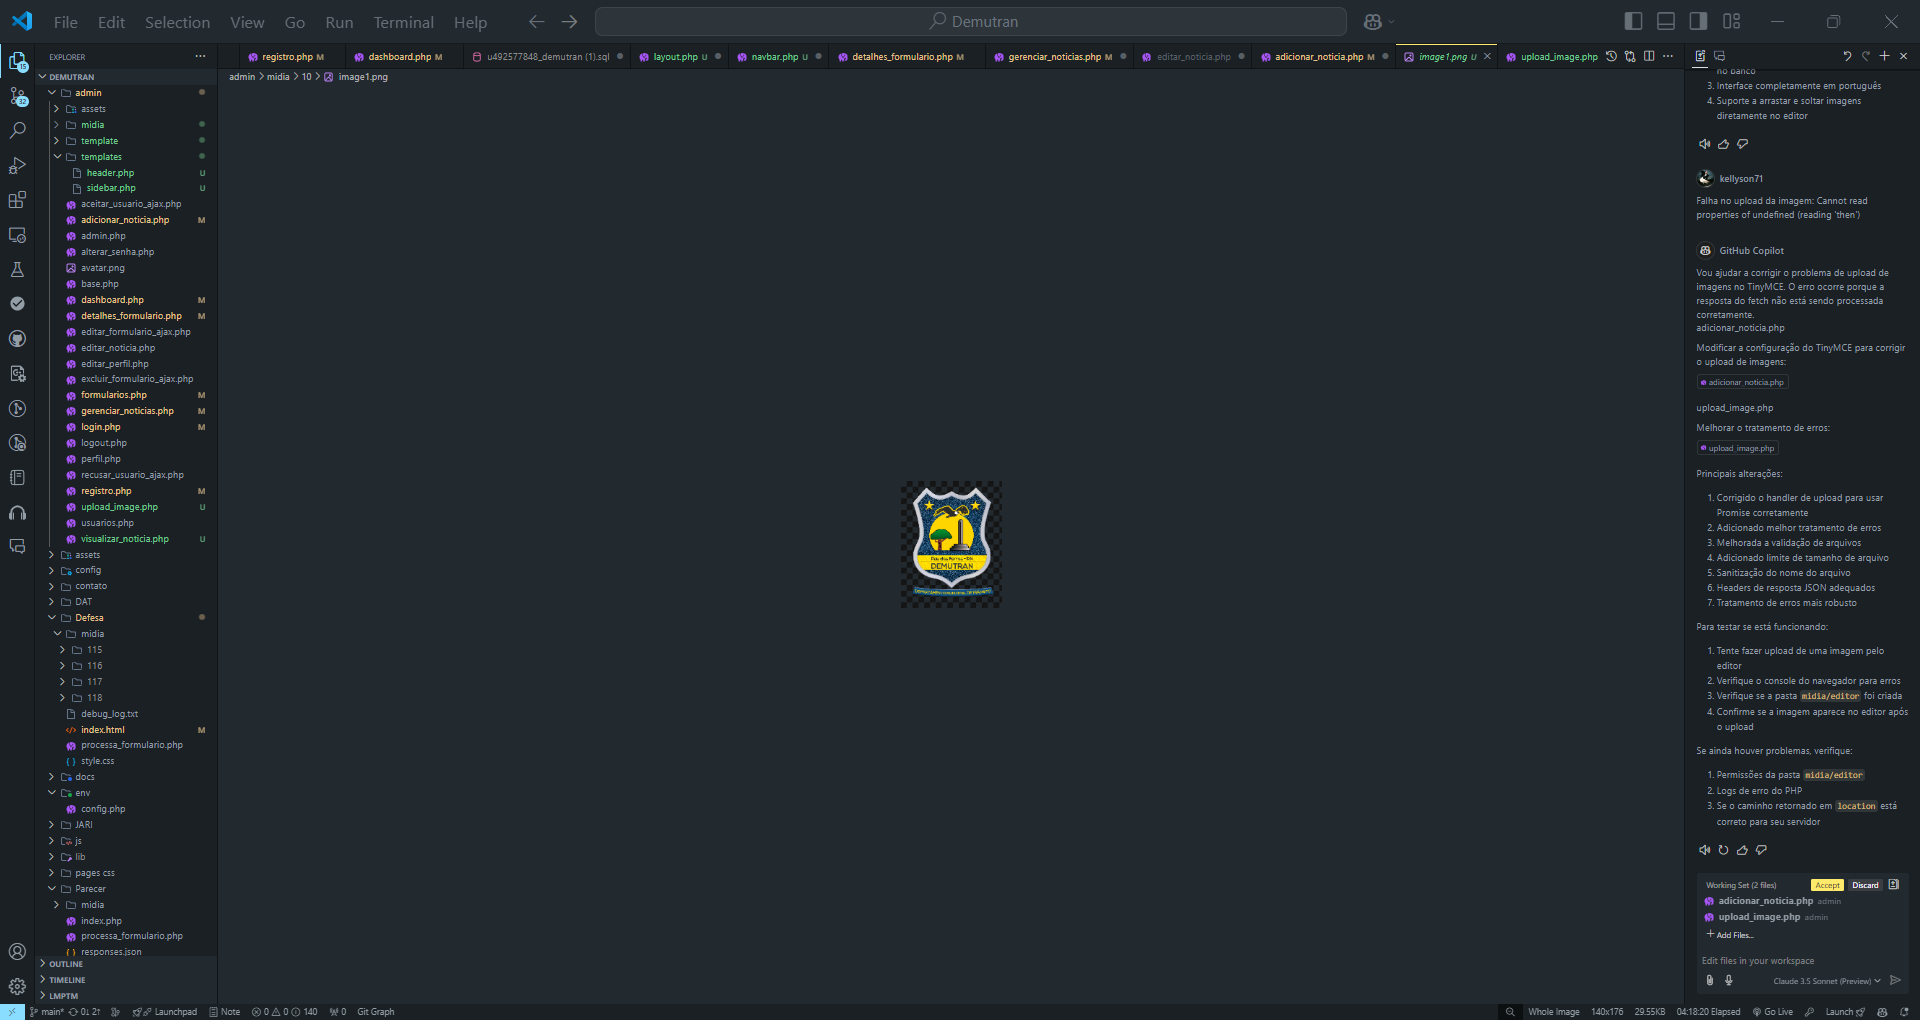 File Edit Selection View Go Run Terminal Help
Demutran
EXPLORER
registro.php M
dashboard.php M
u492577848_demutran (1).sql
layout.php U
navbar.php U
detalhes_formulario.php M
gerenciar_noticias.php M
editar_noticia.php
adicionar_noticia.php M
image1.png U
upload_image.php
admin > midia > 10 > image1.png
DEMUTRAN
admin
assets
midia
template
templates
header.php U
sidebar.php U
aceitar_usuario_ajax.php
adicionar_noticia.php M
admin.php
alterar_senha.php
avatar.png
base.php
dashboard.php M
detalhes_formulario.php M
editar_formulario_ajax.php
editar_noticia.php
editar_perfil.php
excluir_formulario_ajax.php
formularios.php M
gerenciar_noticias.php M
login.php M
logout.php
perfil.php
recusar_usuario_ajax.php
registro.php M
upload_image.php U
usuarios.php
visualizar_noticia.php U
assets
config
contato
DAT
Defesa
midia
115
116
117
118
debug_log.txt
index.html M
processa_formulario.php
style.css
docs
env
config.php
JARI
js
lib
pages css
Parecer
midia
index.php
processa_formulario.php
responses.json
OUTLINE
TIMELINE
LMPTM
15
32
DEMUTRAN
no banco
3. Interface completamente em português
4. Suporte a arrastar e soltar imagens
diretamente no editor
kellyson71
Falha no upload da imagem: Cannot read
properties of undefined (reading 'then')
GitHub Copilot
Vou ajudar a corrigir o problema de upload de
imagens no TinyMCE. O erro ocorre porque a
resposta do fetch não está sendo processada
corretamente.
adicionar_noticia.php
Modificar a configuração do TinyMCE para corrigir
o upload de imagens:
adicionar_noticia.php
upload_image.php
Melhorar o tratamento de erros:
upload_image.php
Principais alterações:
1. Corrigido o handler de upload para usar
Promise corretamente
2. Adicionado melhor tratamento de erros
3. Melhorada a validação de arquivos
4. Adicionado limite de tamanho de arquivo
5. Sanitização do nome do arquivo
6. Headers de resposta JSON adequados
7. Tratamento de erros mais robusto
Para testar se está funcionando:
1. Tente fazer upload de uma imagem pelo
editor
2. Verifique o console do navegador para erros
3. Verifique se a pasta midia/editor foi criada
4. Confirme se a imagem aparece no editor após
o upload
Se ainda houver problemas, verifique:
1. Permissões da pasta midia/editor
2. Logs de erro do PHP
3. Se o caminho retornado em location está
correto para seu servidor
Working Set (2 files) Accept Discard
adicionar_noticia.php admin
upload_image.php admin
+ Add Files...
Edit files in your workspace
Claude 3.5 Sonnet (Preview)
main* 0↓ 2↑ Launchpad Note 0 0 140 0 Git Graph
Whole Image 140x176 29.55KB 04:18:20 Elapsed Go Live Launch